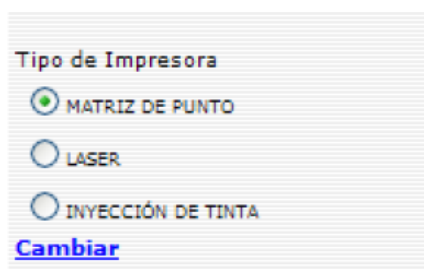 Tipo de Impresora
MATRIZ DE PUNTO
LASER
INYECCIÓN DE TINTA
Cambiar